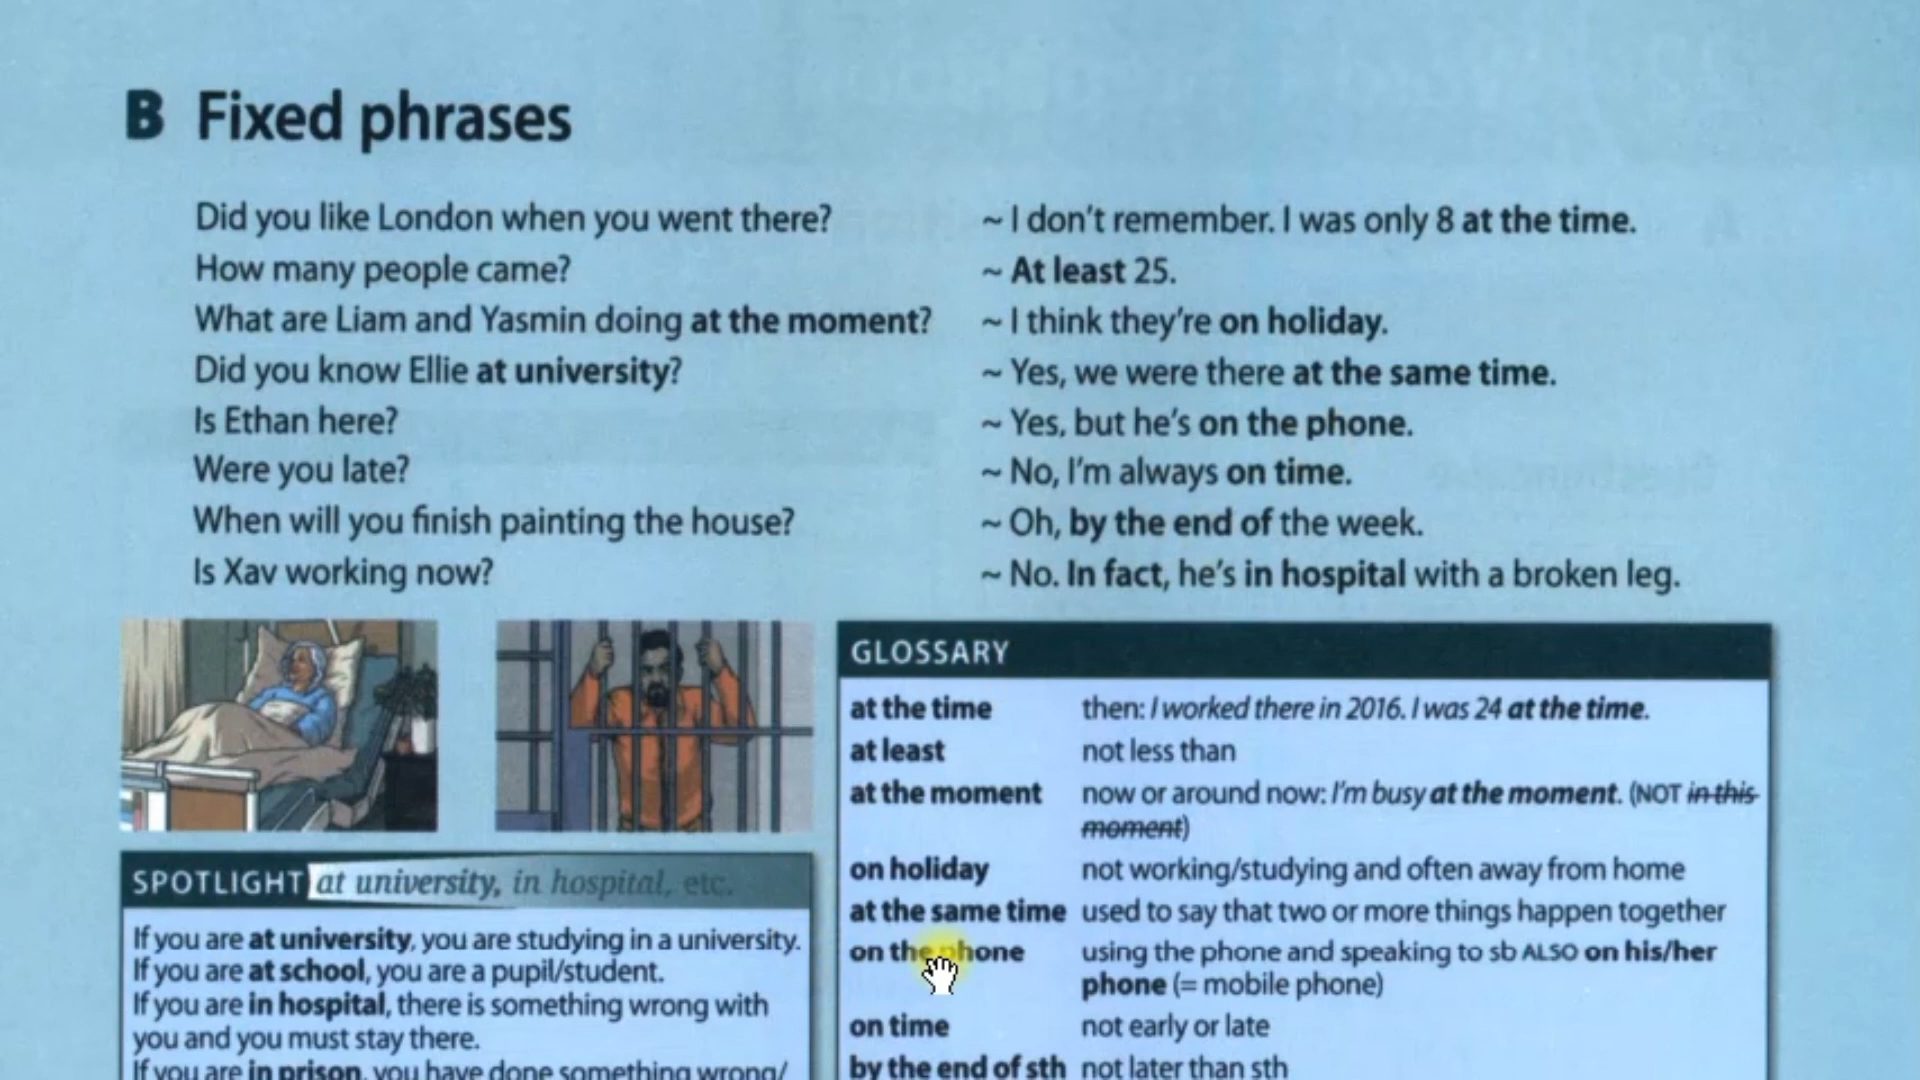 B Fixed phrases
Did you like London when you went there? ~ I don't remember. I was only 8 at the time.
How many people came? ~ At least 25.
What are Liam and Yasmin doing at the moment? ~ I think they're on holiday.
Did you know Ellie at university? ~ Yes, we were there at the same time.
Is Ethan here? ~ Yes, but he's on the phone.
Were you late? ~ No, I'm always on time.
When will you finish painting the house? ~ Oh, by the end of the week.
Is Xav working now? ~ No. In fact, he's in hospital with a broken leg.
SPOTLIGHT at university, in hospital, etc.
If you are at university, you are studying in a university.
If you are at school, you are a pupil/student.
If you are in hospital, there is something wrong with
you and you must stay there.
If you are in prison, you have done something wrong/
GLOSSARY
at the time then: I worked there in 2016. I was 24 at the time.
at least not less than
at the moment now or around now: I'm busy at the moment. (NOT in this
moment)
on holiday not working/studying and often away from home
at the same time used to say that two or more things happen together
on the phone using the phone and speaking to sb ALSO on his/her
phone (= mobile phone)
on time not early or late
by the end of sth not later than sth